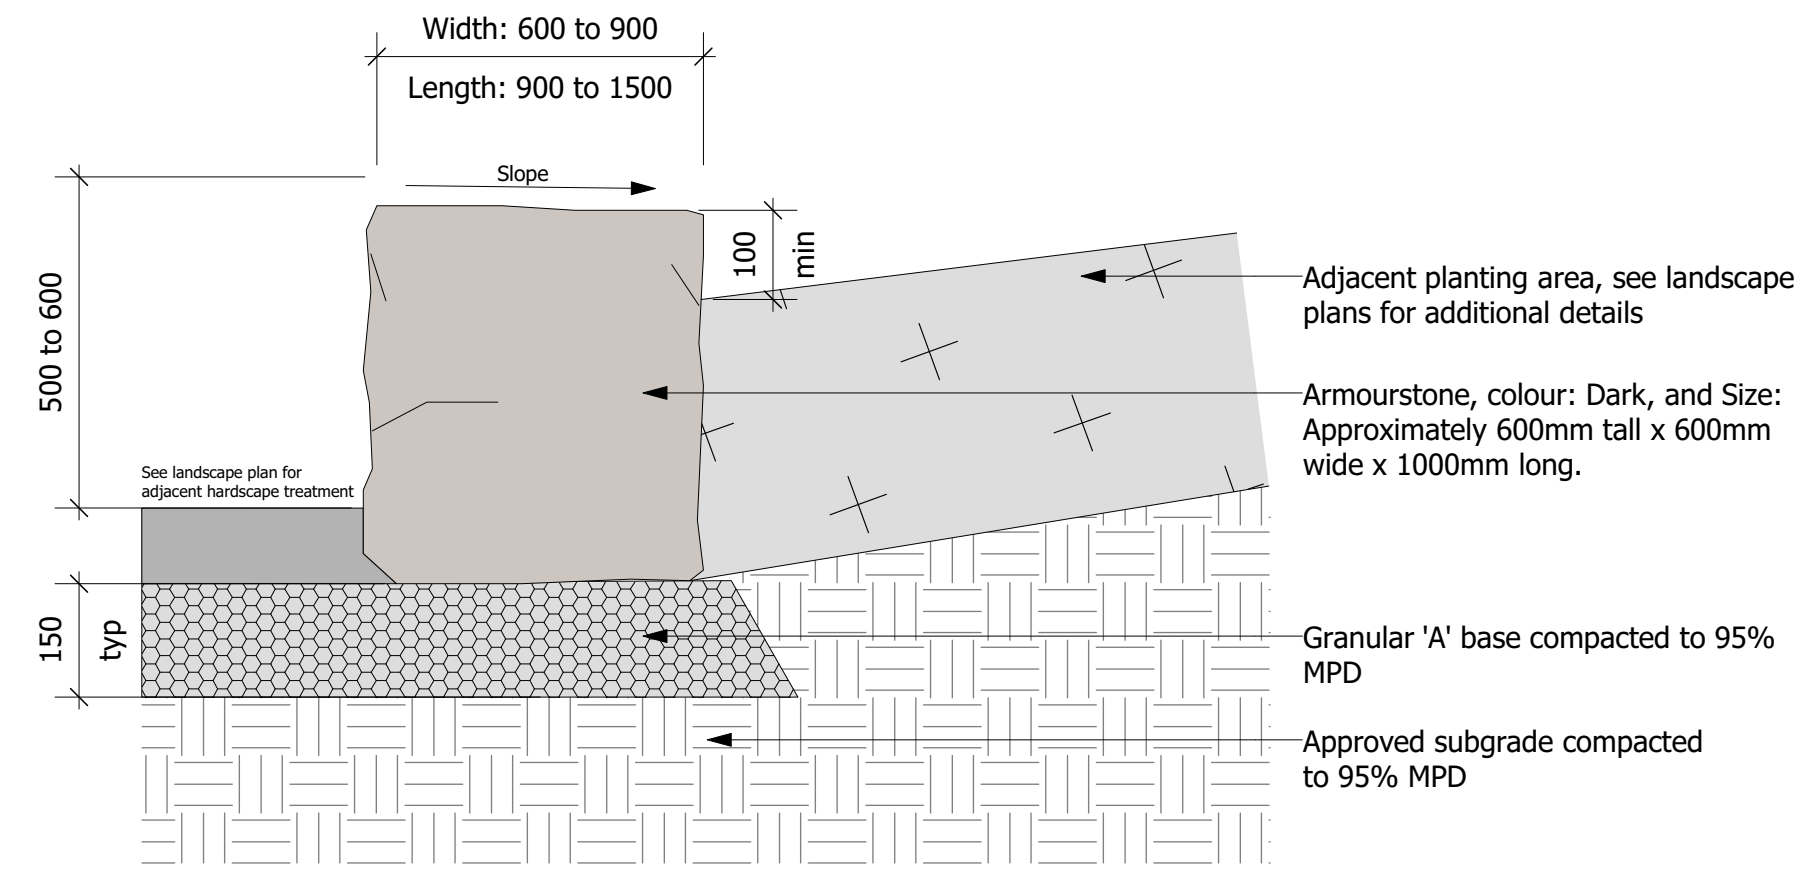 Width: 600 to 900
Length: 900 to 1500
Slope
100
min
500 to 600
Adjacent planting area, see landscape
plans for additional details
Armourstone, colour: Dark, and Size:
Approximately 600mm tall x 600mm
wide x 1000mm long.
See landscape plan for
adjacent hardscape treatment
150
typ
Granular 'A' base compacted to 95%
MPD
Approved subgrade compacted
to 95% MPD